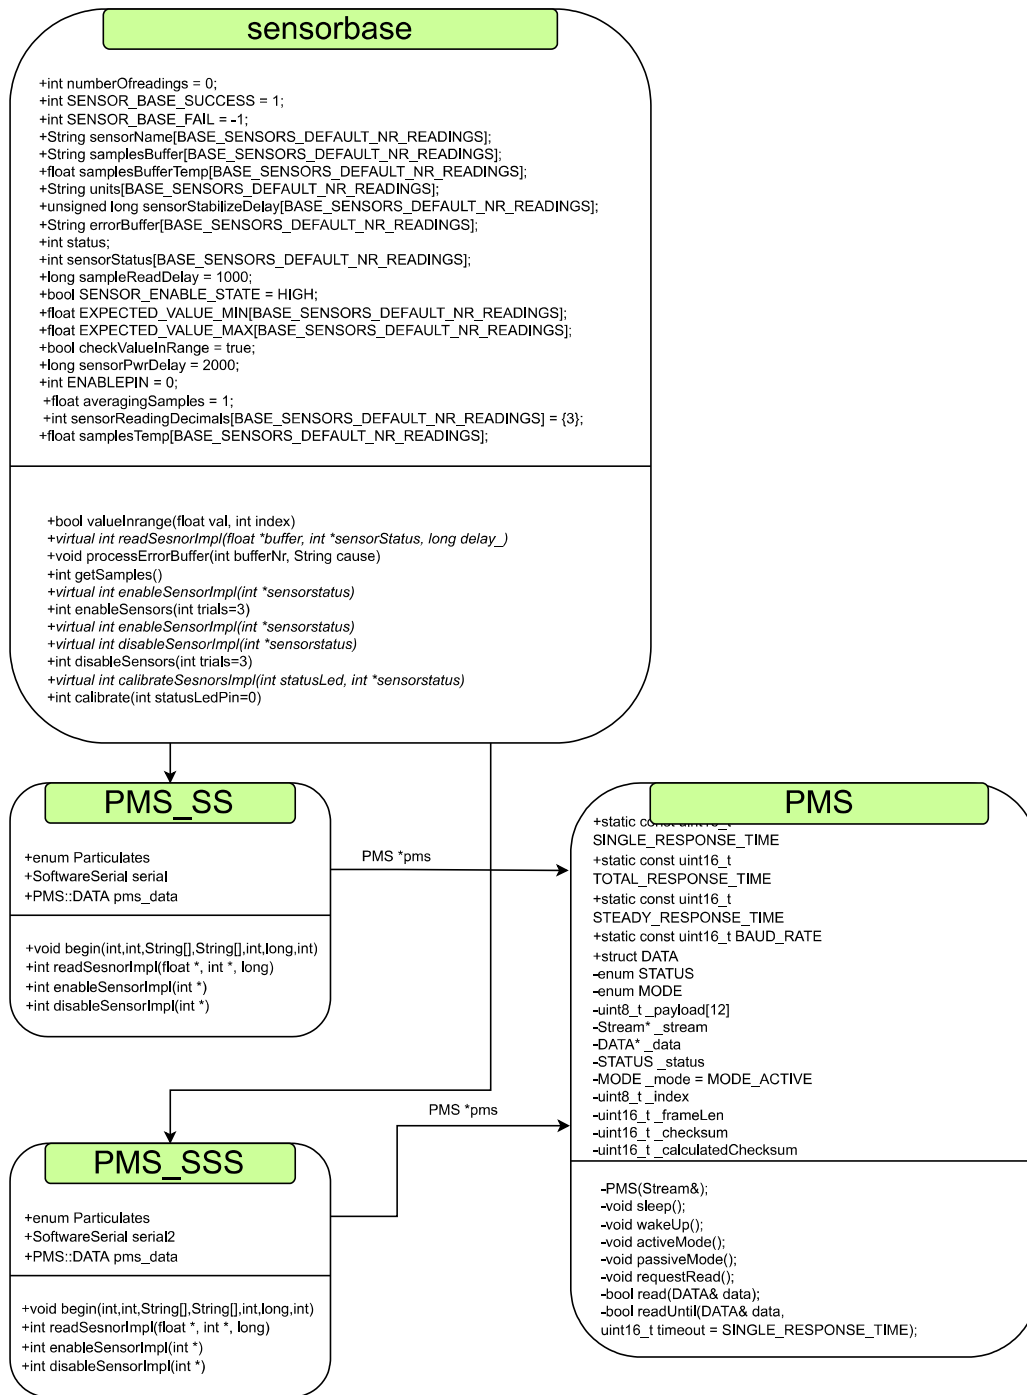 sensorbase
+int numberOfreadings = 0;
+int SENSOR_BASE_SUCCESS = 1;
+int SENSOR_BASE_FAIL = -1;
+String sensorName[BASE_SENSORS_DEFAULT_NR_READINGS];
+String samplesBuffer[BASE_SENSORS_DEFAULT_NR_READINGS];
+float samplesBufferTemp[BASE_SENSORS_DEFAULT_NR_READINGS];
+String units[BASE_SENSORS_DEFAULT_NR_READINGS];
+unsigned long sensorStabilizeDelay[BASE_SENSORS_DEFAULT_NR_READINGS];
+String errorBuffer[BASE_SENSORS_DEFAULT_NR_READINGS];
+int status;
+int sensorStatus[BASE_SENSORS_DEFAULT_NR_READINGS];
+long sampleReadDelay = 1000;
+bool SENSOR_ENABLE_STATE = HIGH;
+float EXPECTED_VALUE_MIN[BASE_SENSORS_DEFAULT_NR_READINGS];
+float EXPECTED_VALUE_MAX[BASE_SENSORS_DEFAULT_NR_READINGS];
+bool checkValueInRange = true;
+long sensorPwrDelay = 2000;
+int ENABLEPIN = 0;
+float averagingSamples = 1;
+int sensorReadingDecimals[BASE_SENSORS_DEFAULT_NR_READINGS] = {3};
+float samplesTemp[BASE_SENSORS_DEFAULT_NR_READINGS];
+bool valueInrange(float val, int index)
+virtual int readSesnorImpl(float *buffer, int *sensorStatus, long delay_)
+void processErrorBuffer(int bufferNr, String cause)
+int getSamples()
+virtual int enableSensorImpl(int *sensorstatus)
+int enableSensors(int trials=3)
+virtual int enableSensorImpl(int *sensorstatus)
+virtual int disableSensorImpl(int *sensorstatus)
+int disableSensors(int trials=3)
+virtual int calibrateSesnorsImpl(int statusLed, int *sensorstatus)
+int calibrate(int statusLedPin=0)
PMS_SS
+enum Particulates
+SoftwareSerial serial
+PMS::DATA pms_data
+void begin(int,int,String[],String[],int,long,int)
+int readSesnorImpl(float *, int *, long)
+int enableSensorImpl(int *)
+int disableSensorImpl(int *)
PMS *pms
PMS
+static const uint16_t
SINGLE_RESPONSE_TIME
+static const uint16_t
TOTAL_RESPONSE_TIME
+static const uint16_t
STEADY_RESPONSE_TIME
+static const uint16_t BAUD_RATE
+struct DATA
-enum STATUS
-enum MODE
-uint8_t _payload[12]
-Stream* _stream
-DATA* _data
-STATUS _status
-MODE _mode = MODE_ACTIVE
-uint8_t _index
-uint16_t _frameLen
-uint16_t _checksum
-uint16_t _calculatedChecksum
-PMS(Stream&);
-void sleep();
-void wakeUp();
-void activeMode();
-void passiveMode();
-void requestRead();
-bool read(DATA& data);
-bool readUntil(DATA& data,
uint16_t timeout = SINGLE_RESPONSE_TIME);
PMS *pms
PMS_SSS
+enum Particulates
+SoftwareSerial serial2
+PMS::DATA pms_data
+void begin(int,int,String[],String[],int,long,int)
+int readSesnorImpl(float *, int *, long)
+int enableSensorImpl(int *)
+int disableSensorImpl(int *)